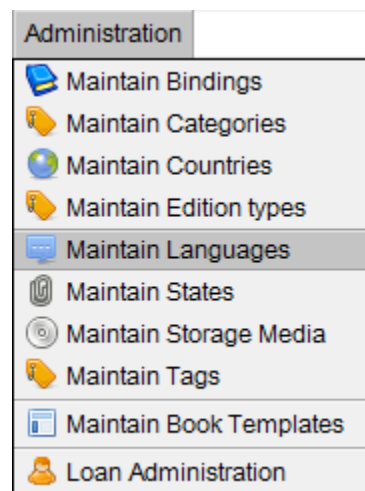 Administration
Maintain Bindings
Maintain Categories
Maintain Countries
Maintain Edition types
Maintain Languages
Maintain States
Maintain Storage Media
Maintain Tags
Maintain Book Templates
Loan Administration